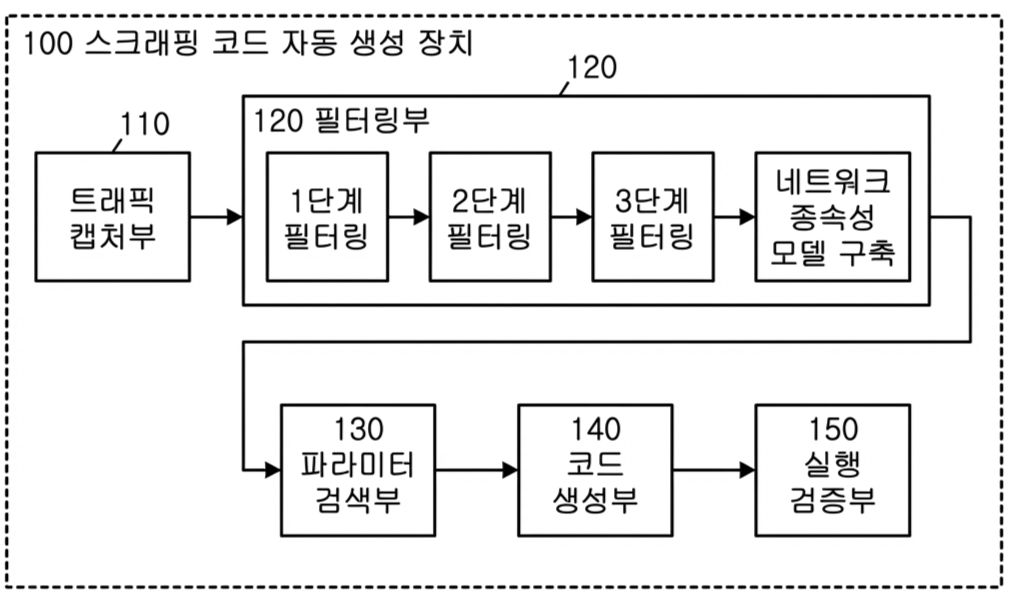 100 스크래핑 코드 자동 생성 장치
120
110
120 필터링부
트래픽
캡처부
1단계
필터링
2단계
필터링
3단계
필터링
네트워크
종속성
모델 구축
130
파라미터
검색부
140
코드
생성부
150
실행
검증부